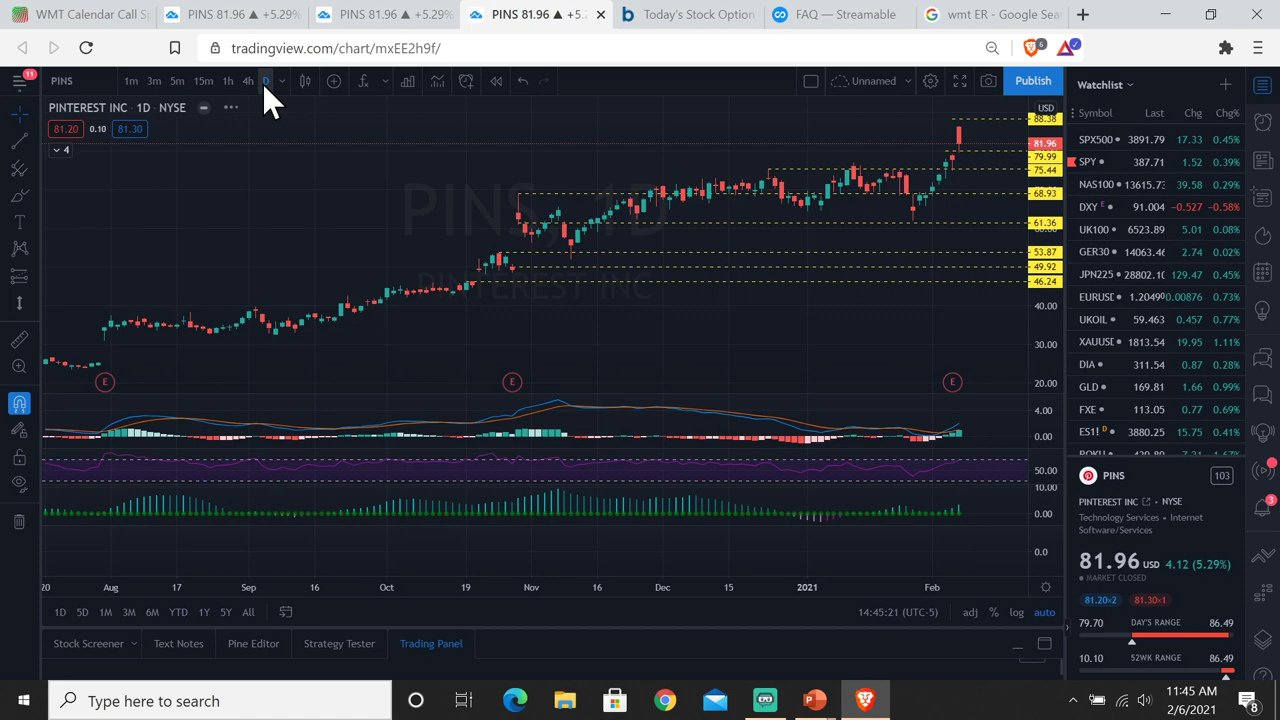 WMT Calendar Call Sp
PINS 81.96 ▲ +5.29%
PINS 81.96 ▲ +5.29%
PINS 81.96 ▲ +5.2
Today's Stock Option
FAQ — Streamable
wmt ER - Google Sea
tradingview.com/chart/mxEE2h9f/
6
11
PINS
1m 3m 5m 15m 1h 4h D
Unnamed
Publish
Watchlist
PINTEREST INC · 1D · NYSE
USD
Symbol Last Chg Chg%
81.20 0.10 81.30
4
88.38
81.96
79.99
75.44
68.93
61.36
53.87
49.92
46.24
40.00
30.00
20.00
PINS, 1D
PINTEREST INC
E E E
4.00
0.00
50.00
10.00
0.00
0.0
SPX500 3891.79 17.33 0.45%
SPY 387.71 1.52 0.39%
NAS100 13615.7 39.58 0.29%
DXY E 91.004 -0.527 -0.58%
UK100 6523.89 5.01 0.08%
GER30 14063.46 2.74 0.02%
JPN225 28802.10 129.47 0.45%
EURUSD 1.20490 0.00876 0.73%
UKOIL 59.463 0.457 0.77%
XAUUSD 1813.54 19.95 1.11%
DIA 311.54 0.87 0.28%
GLD 169.81 1.66 0.99%
FXE 113.05 0.77 0.69%
ES1! D 3880.25 15.75 0.41%
PINS
103
PINTEREST INC · NYSE
Technology Services · Internet
Software/Services
81.96 USD 4.12 (5.29%)
MARKET CLOSED
81.20×2 81.30×1
79.70 DAY'S RANGE 86.49
10.10 52WK RANGE 86.49
3
20 Aug 17 Sep 16 Oct 19 Nov 16 Dec 15 2021 Feb
1D 5D 1M 3M 6M YTD 1Y 5Y All
14:45:21 (UTC-5)
adj % log auto
Stock Screener
Text Notes
Pine Editor
Strategy Tester
Trading Panel
Type here to search
11:45 AM
2/6/2021
8